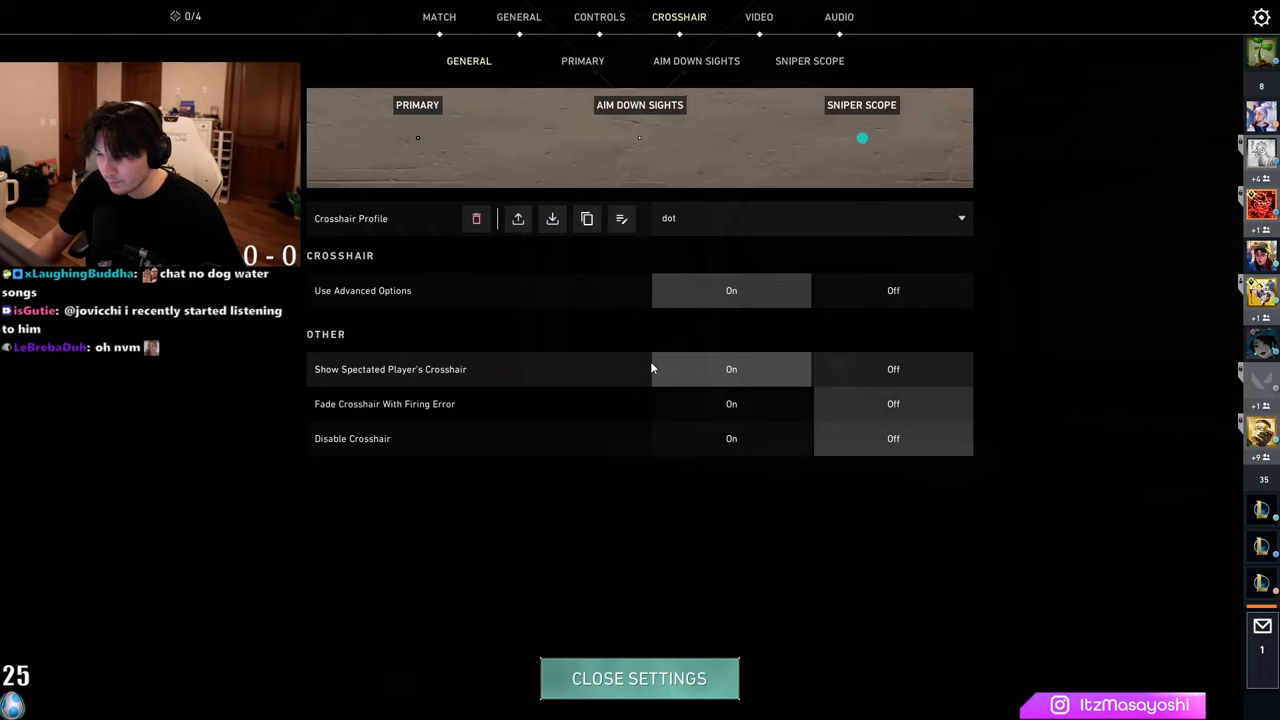 0/4
MATCH GENERAL CONTROLS CROSSHAIR VIDEO AUDIO
GENERAL PRIMARY AIM DOWN SIGHTS SNIPER SCOPE
PRIMARY AIM DOWN SIGHTS SNIPER SCOPE
Crosshair Profile dot
CROSSHAIR
Use Advanced Options On Off
OTHER
Show Spectated Player's Crosshair On Off
Fade Crosshair With Firing Error On Off
Disable Crosshair On Off
CLOSE SETTINGS
0 - 0
xLaughingBuddha: chat no dog water
songs
isGutie: @jovicchi i recently started listening
to him
LeBrebaDuh: oh nvm
25
8
+4
+1
+1
+1
+9
35
1
ItzMasayoshi